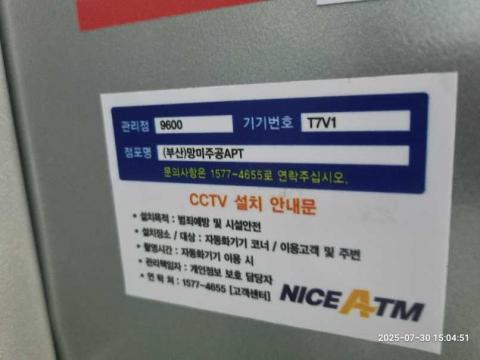 관리점 9600 기기번호 T7V1
점포명 (부산)망미주공APT
문의사항은 1577-4655로 연락주십시오.
CCTV 설치 안내문
• 설치목적 : 범죄예방 및 시설안전
• 설치장소 / 대상 : 자동화기기 코너 / 이용고객 및 주변
• 촬영시간 : 자동화기기 이용 시
• 관리책임자 : 개인정보 보호 담당자
• 연 락 처 : 1577-4655 [고객센터]
NICE ATM
2025-07-30 15:04:51